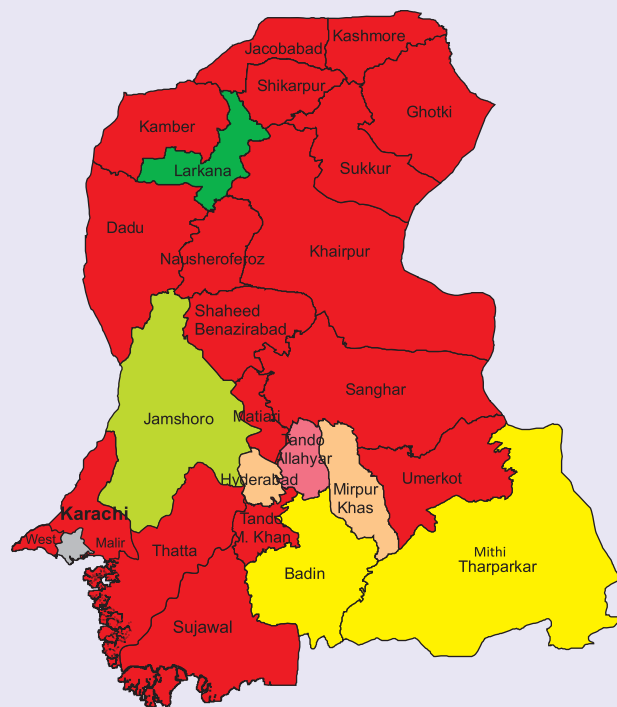 Kashmore
Jacobabad
Shikarpur
Ghotki
Kamber
Larkana
Sukkur
Dadu
Khairpur
Nausheroferoz
Shaheed
Benazirabad
Sanghar
Jamshoro
Matiari
Tando
Allahyar
Hyderabad
Umerkot
Mirpur
Khas
Karachi
West
Malir
Tando
M. Khan
Thatta
Mithi
Tharparkar
Badin
Sujawal